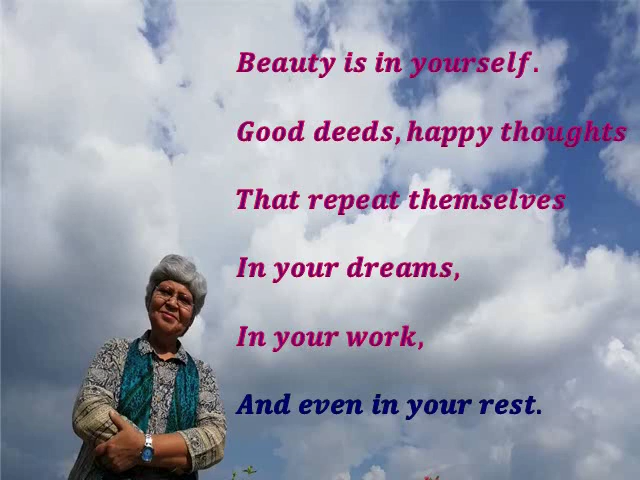 Beauty is in yourself.
Good deeds, happy thoughts
That repeat themselves
In your dreams,
In your work,
And even in your rest.